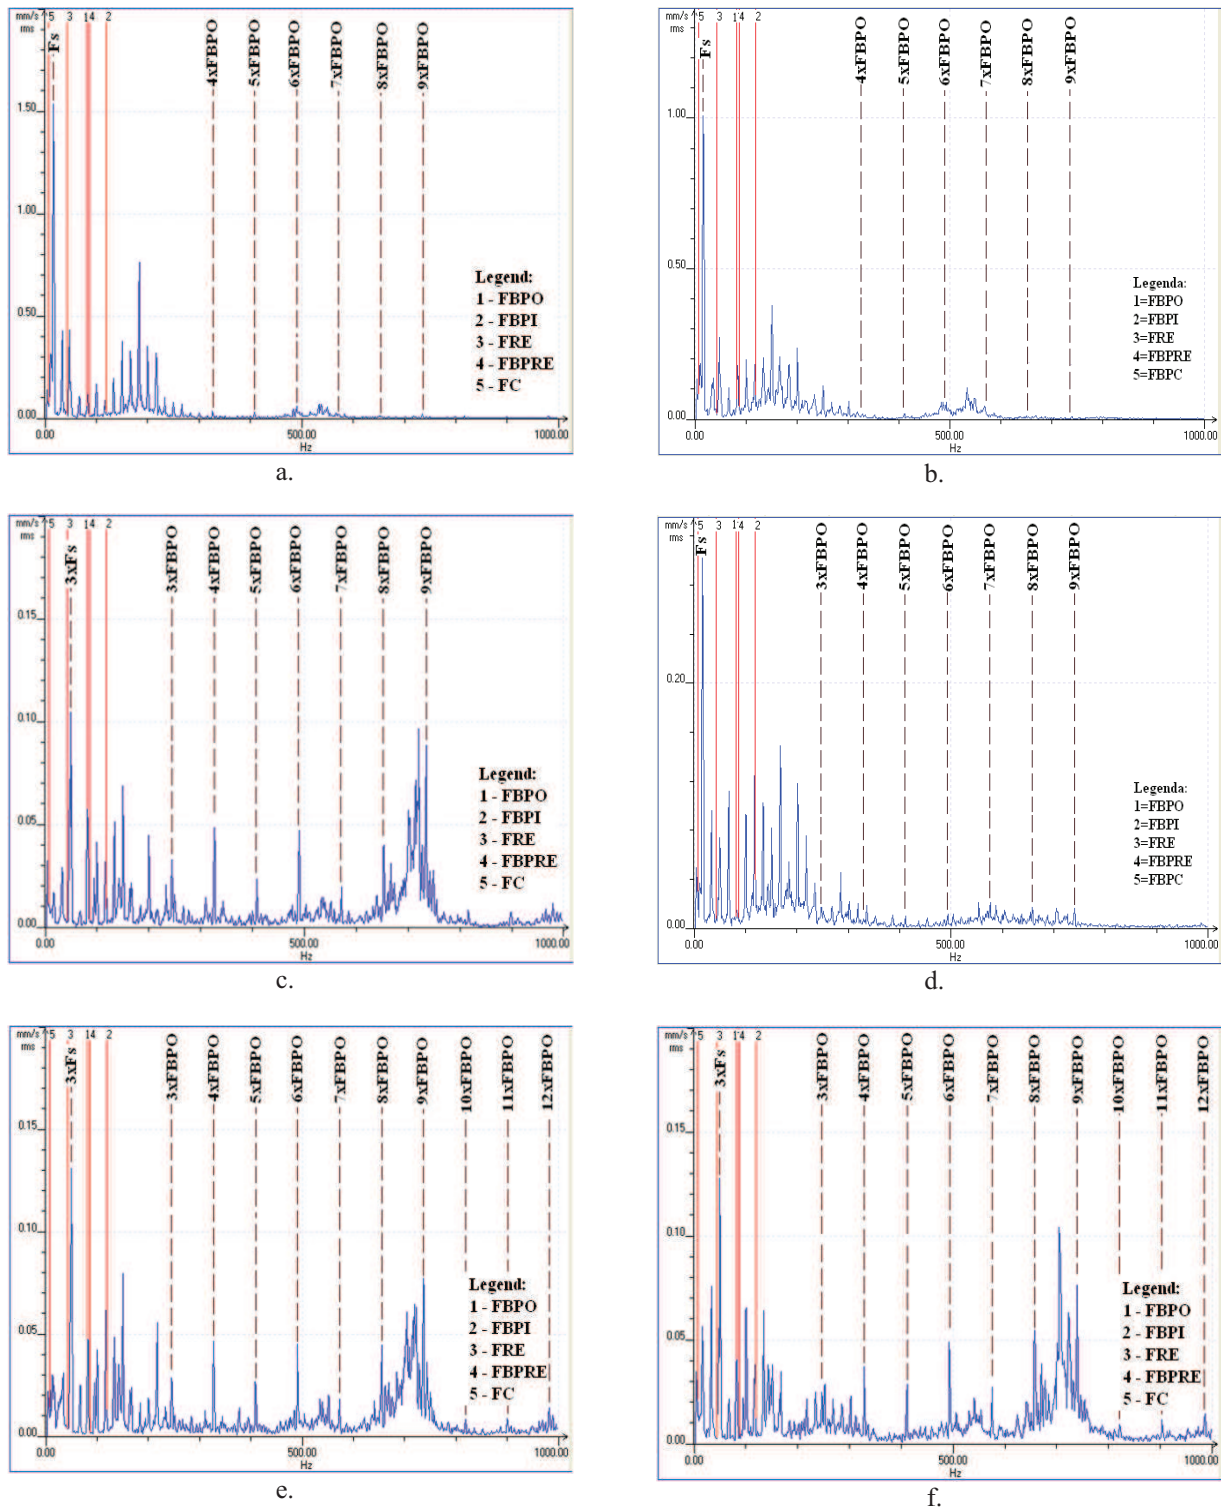 mm/s 5 3 14 2
rms
Fs
4xFBPO
5xFBPO
6xFBPO
7xFBPO
8xFBPO
9xFBPO
1.50
1.00
0.50
0.00
Legend:
1 - FBPO
2 - FBPI
3 - FRE
4 - FBPRE
5 - FC
0.00 500.00 1000.00
Hz
a.
mm/s 5 3 14 2
rms
Fs
4xFBPO
5xFBPO
6xFBPO
7xFBPO
8xFBPO
9xFBPO
1.00
0.50
0.00
Legenda:
1=FBPO
2=FBPI
3=FRE
4=FBPRE
5=FBPC
0.00 500.00 1000.00
Hz
b.
mm/s 5 3 14 2
rms
3xFs
3xFBPO
4xFBPO
5xFBPO
6xFBPO
7xFBPO
8xFBPO
9xFBPO
0.15
0.10
0.05
0.00
Legend:
1 - FBPO
2 - FBPI
3 - FRE
4 - FBPRE
5 - FC
0.00 500.00 1000.00
Hz
c.
mm/s 5 3 14 2
rms
Fs
3xFBPO
4xFBPO
5xFBPO
6xFBPO
7xFBPO
8xFBPO
9xFBPO
0.20
0.00
Legenda:
1=FBPO
2=FBPI
3=FRE
4=FBPRE
5=FBPC
0.00 500.00 1000.00
Hz
d.
mm/s 5 3 14 2
rms
3xFs
3xFBPO
4xFBPO
5xFBPO
6xFBPO
7xFBPO
8xFBPO
9xFBPO
10xFBPO
11xFBPO
12xFBPO
0.15
0.10
0.05
0.00
Legend:
1 - FBPO
2 - FBPI
3 - FRE
4 - FBPRE
5 - FC
0.00 500.00 1000.00
Hz
e.
mm/s 5 3 14 2
rms
3xFs
3xFBPO
4xFBPO
5xFBPO
6xFBPO
7xFBPO
8xFBPO
9xFBPO
10xFBPO
11xFBPO
12xFBPO
0.15
0.10
0.05
0.00
Legend:
1 - FBPO
2 - FBPI
3 - FRE
4 - FBPRE
5 - FC
0.00 500.00 1000.00
Hz
f.